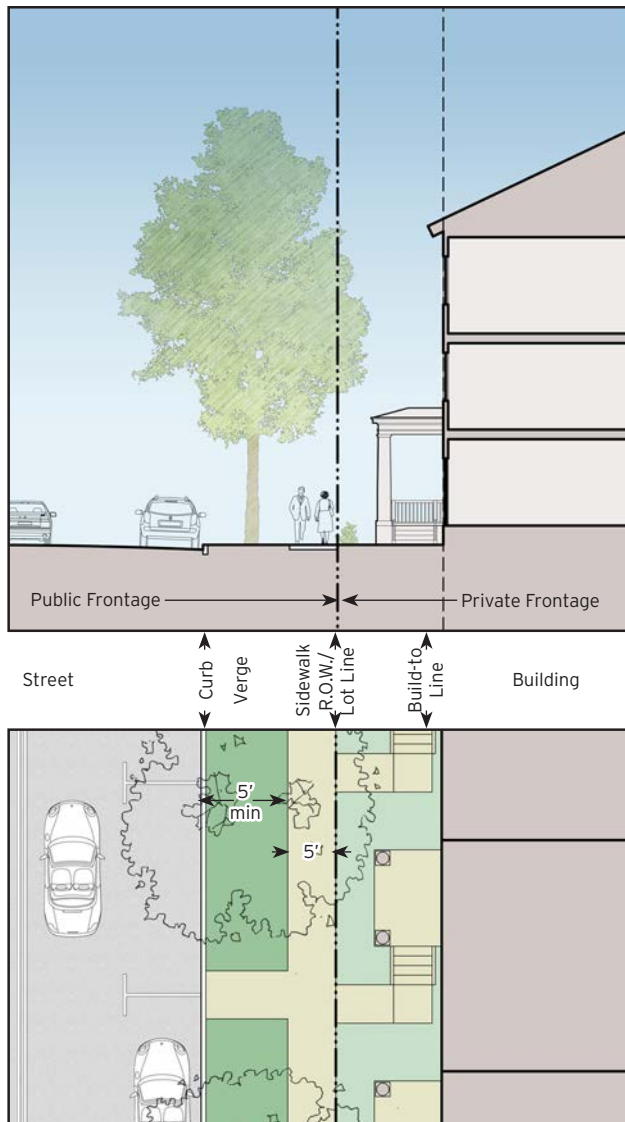 Public Frontage
Private Frontage
Street
Curb
Verge
Sidewalk
R.O.W./
Lot Line
Build-to
Line
Building
5'
min
5'